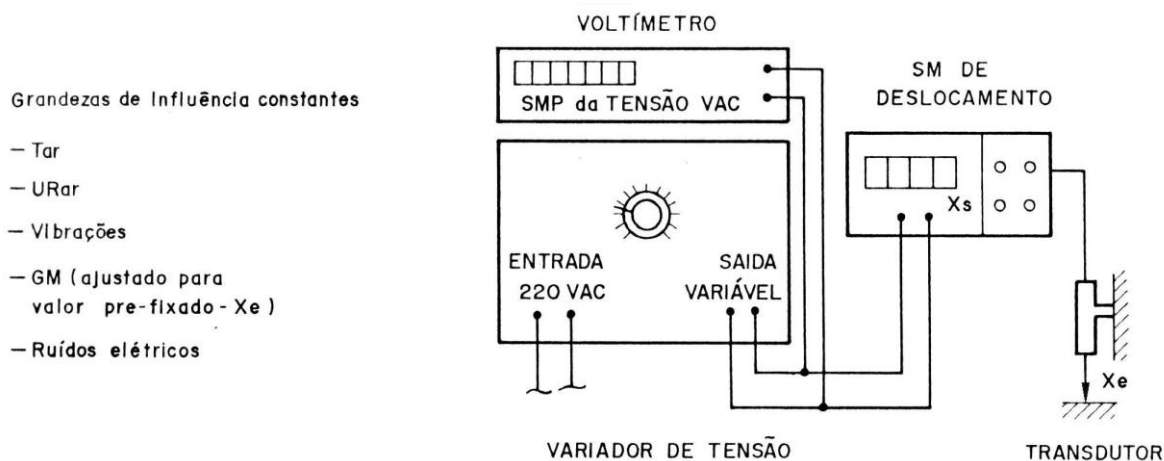 Grandezas de Influência constantes
— Tar
— URar
— Vibrações
— GM (ajustado para
valor pre-fixado - Xe )
— Ruídos elétricos
VOLTÍMETRO
SMP da TENSÃO VAC
SM DE
DESLOCAMENTO
Xs
ENTRADA
220 VAC
SAIDA
VARIÁVEL
Xe
VARIADOR DE TENSÃO
TRANSDUTOR